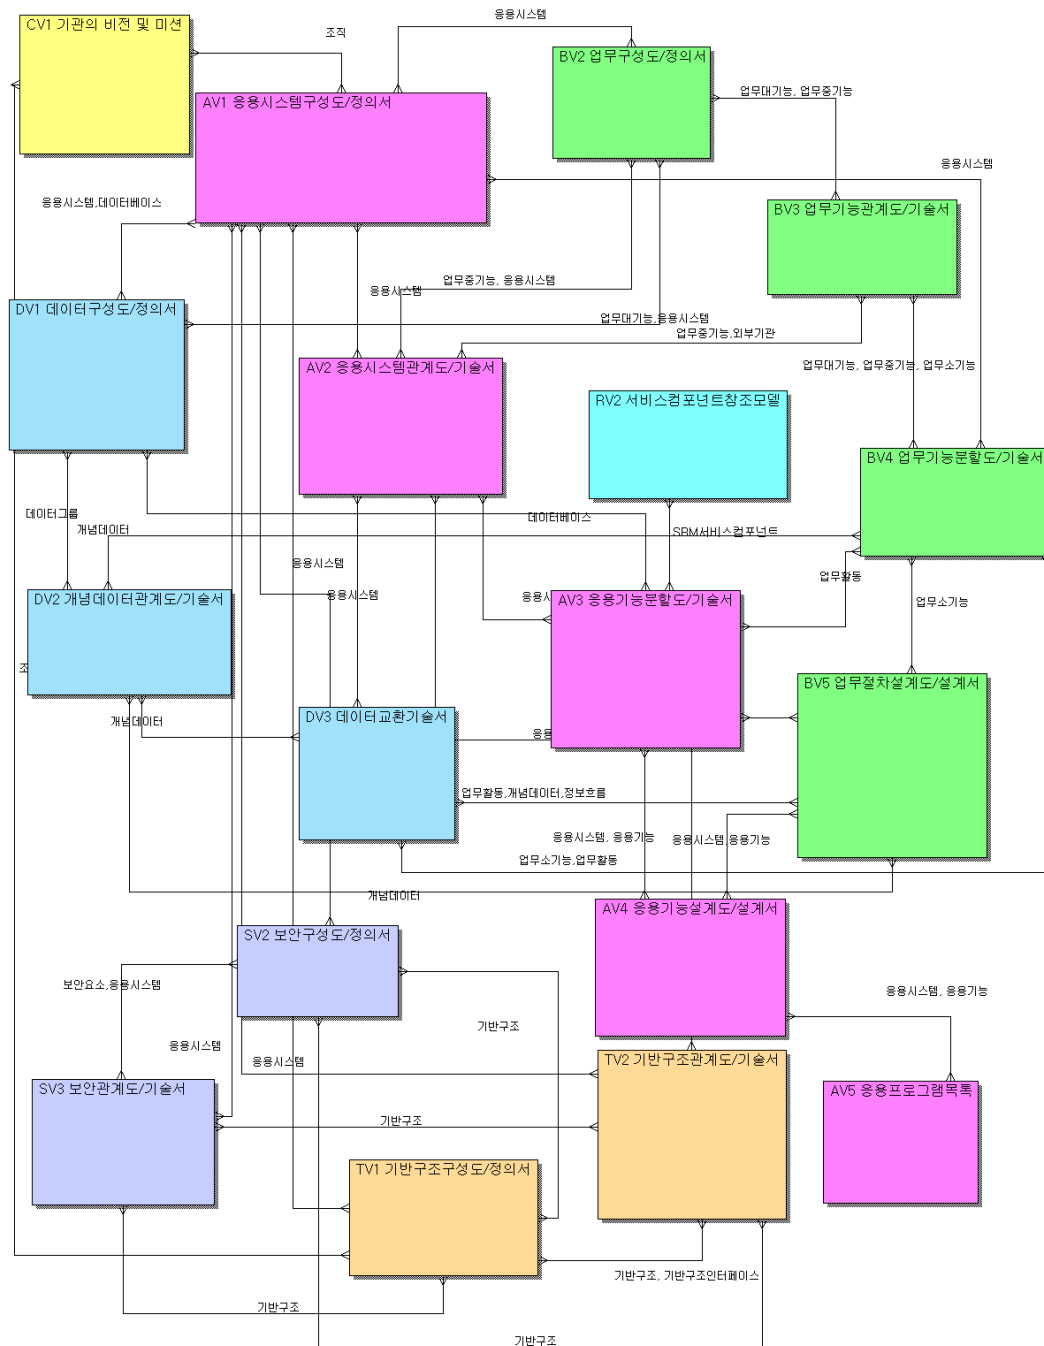 응용시스템
CV1 기관의 비전 및 미션
조직
BV2 업무구성도/정의서
업무대기능, 업무중기능
AV1 응용시스템구성도/정의서
응용시스템
응용시스템,데이터베이스
BV3 업무기능관계도/기술서
업무중기능, 응용시스템
응용시스템
DV1 데이터구성도/정의서
업무대기능,응용시스템
업무중기능,외부기관
AV2 응용시스템관계도/기술서
업무대기능, 업무중기능, 업무소기능
RV2 서비스컴포넌트참조모델
BV4 업무기능분할도/기술서
데이터그룹
데이터베이스
개념데이터
SRM서비스컴포넌트
응용시스템
업무활동
DV2 개념데이터관계도/기술서
응용시스템
AV3 응용기능분할도/기술서
업무소기능
BV5 업무절차설계도/설계서
DV3 데이터교환기술서
개념데이터
업무활동,개념데이터,정보흐름
응용시스템, 응용기능
응용시스템,응용기능
업무소기능,업무활동
개념데이터
AV4 응용기능설계도/설계서
SV2 보안구성도/정의서
보안요소,응용시스템
응용시스템, 응용기능
기반구조
응용시스템
응용시스템
TV2 기반구조관계도/기술서
SV3 보안관계도/기술서
AV5 응용프로그램목록
기반구조
TV1 기반구조구성도/정의서
기반구조, 기반구조인터페이스
기반구조
기반구조